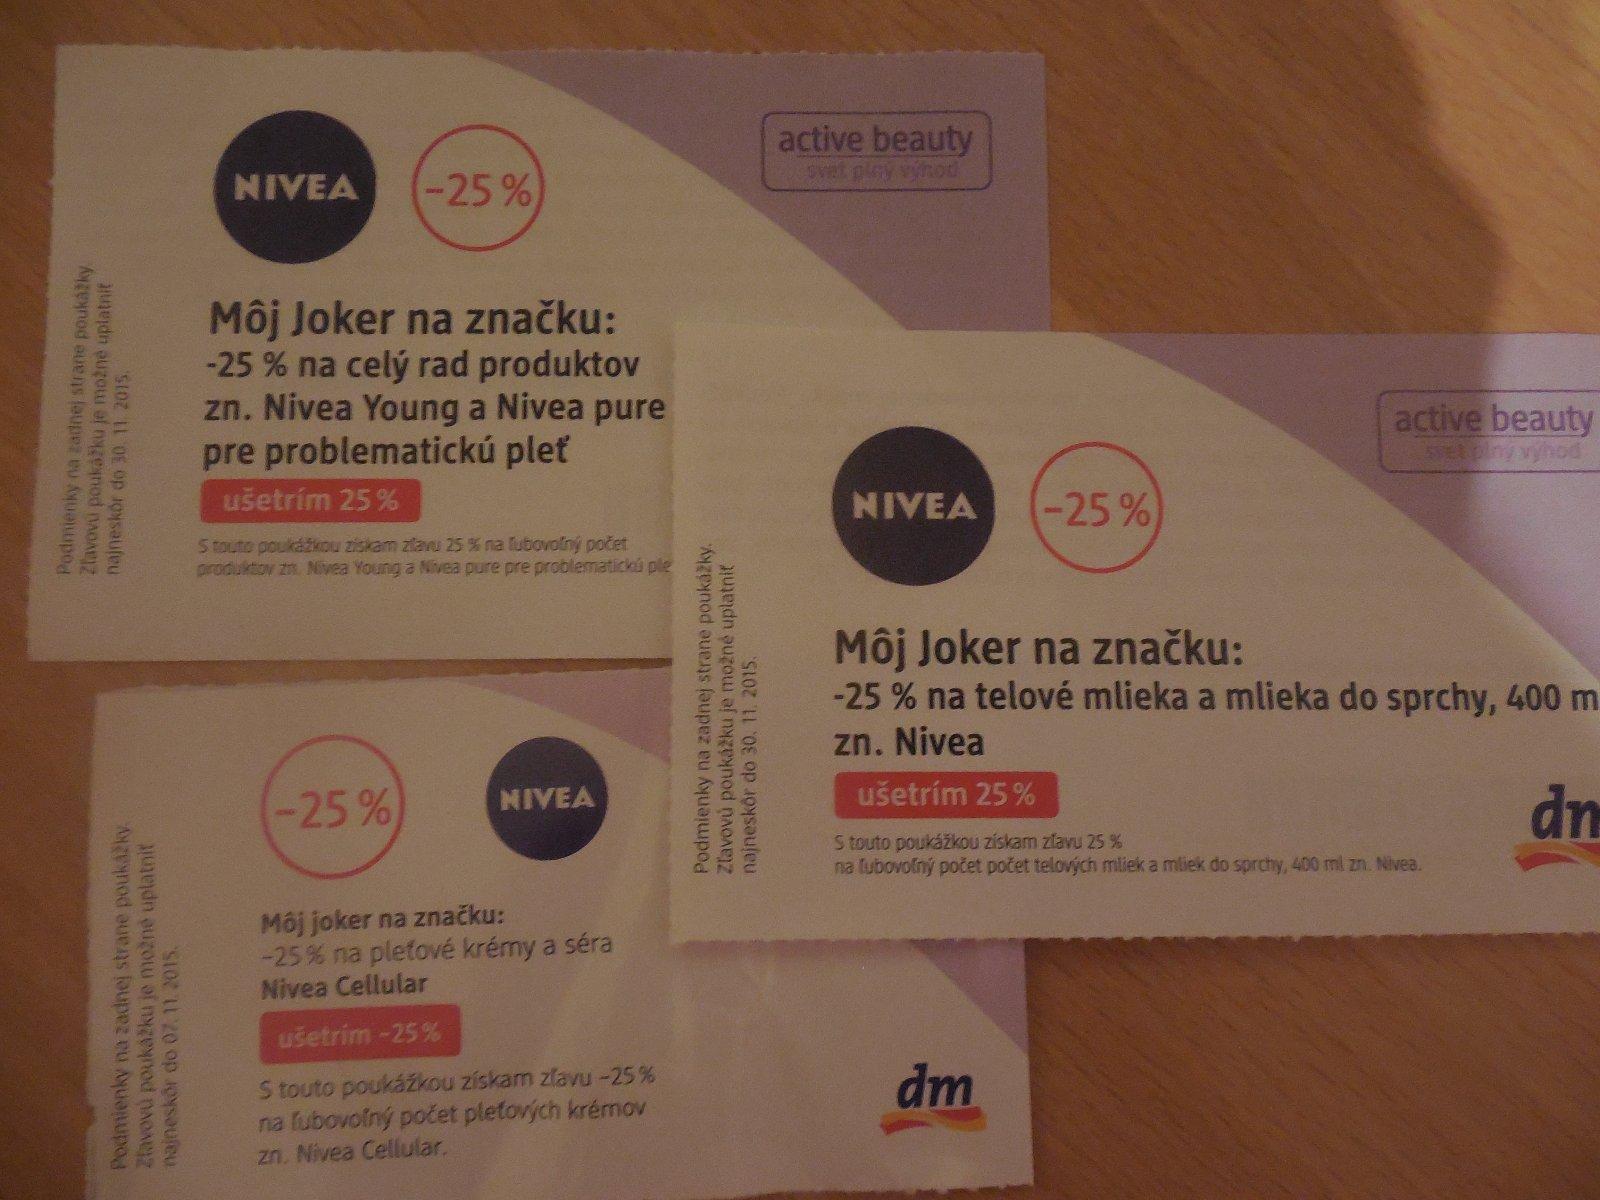 NIVEA
-25 %
active beauty
svet plný výhod
Môj Joker na značku:
-25 % na celý rad produktov
zn. Nivea Young a Nivea pure
pre problematickú pleť
ušetrím 25 %
S touto poukážkou získam zľavu 25 % na ľubovoľný počet
produktov zn. Nivea Young a Nivea pure pre problematickú ple
Podmienky na zadnej strane poukážky.
Zľavovú poukážku je možné uplatniť
najneskôr do 30. 11. 2015.
NIVEA
-25 %
active beauty
svet plný výhod
Môj Joker na značku:
-25 % na telové mlieka a mlieka do sprchy, 400 m
zn. Nivea
ušetrím 25 %
S touto poukážkou získam zľavu 25 %
na ľubovoľný počet počet telových mliek a mliek do sprchy, 400 ml zn. Nivea.
dm
Podmienky na zadnej strane poukážky.
Zľavovú poukážku je možné uplatniť
najneskôr do 30. 11. 2015.
-25 %
NIVEA
Môj joker na značku:
-25 % na pleťové krémy a séra
Nivea Cellular
ušetrím -25 %
S touto poukážkou získam zľavu -25 %
na ľubovoľný počet pleťových krémov
zn. Nivea Cellular.
dm
Podmienky na zadnej strane poukážky.
Zľavovú poukážku je možné uplatniť
najneskôr do 07. 11. 2015.